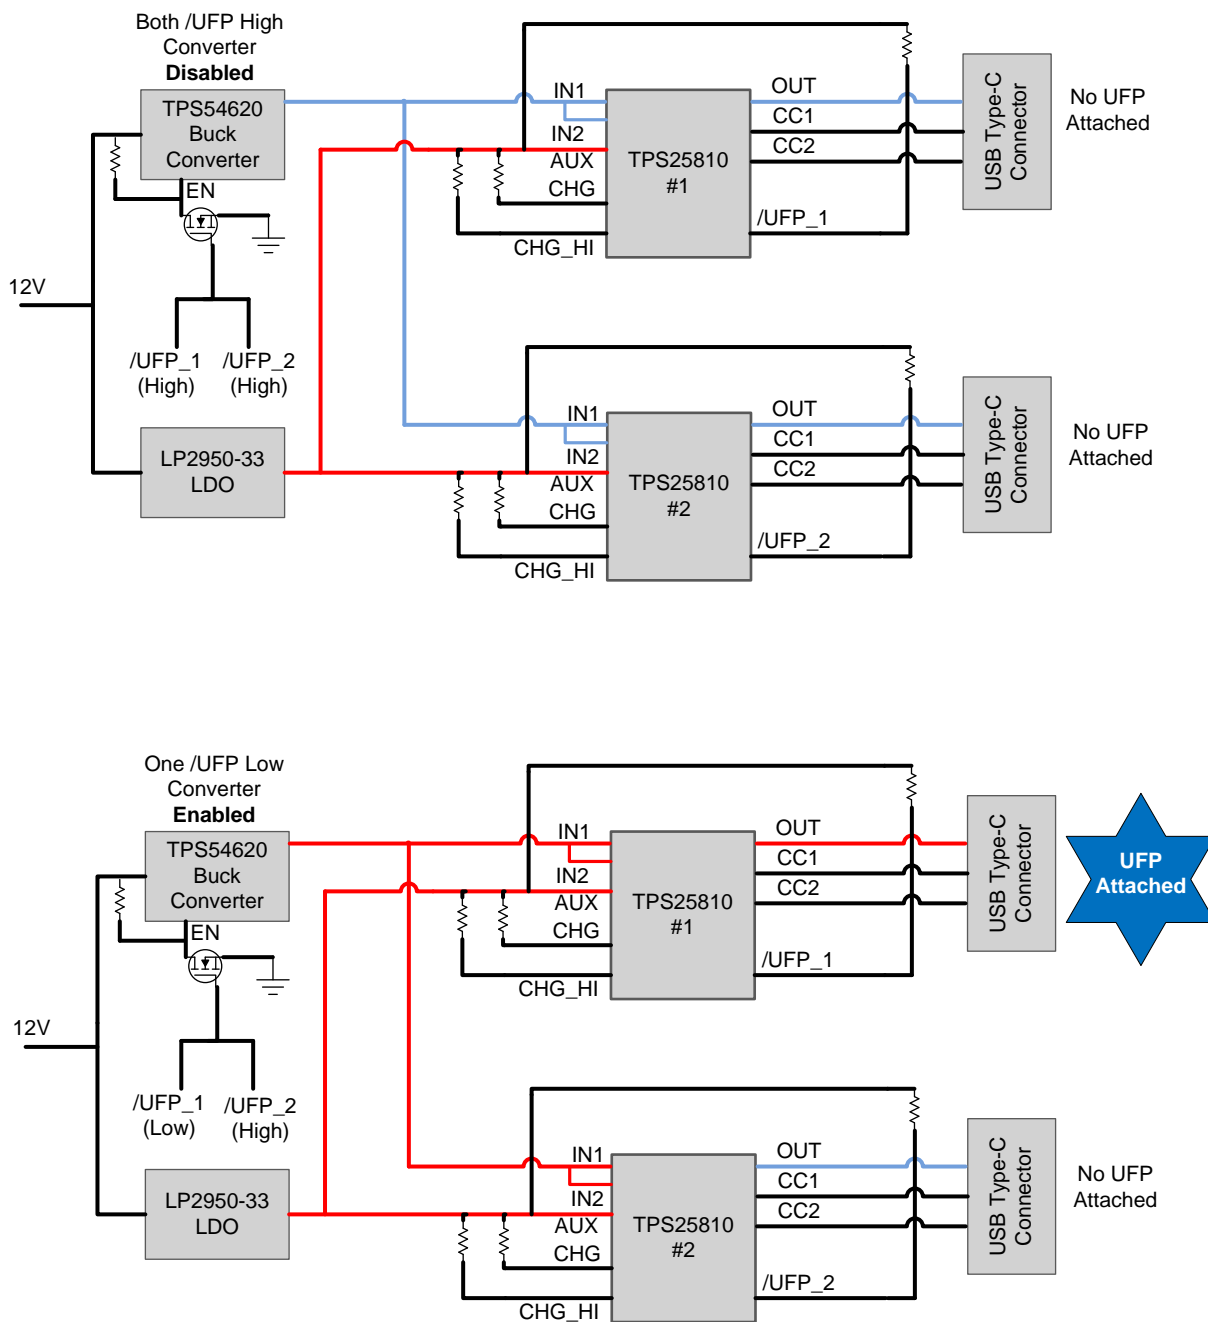 Both /UFP High
Converter
Disabled
TPS54620
Buck
Converter
EN
12V
/UFP_1
(High)
/UFP_2
(High)
LP2950-33
LDO
IN1
IN2
AUX
CHG
CHG_HI
TPS25810
#1
OUT
CC1
CC2
/UFP_1
USB Type-C
Connector
No UFP
Attached
IN1
IN2
AUX
CHG
CHG_HI
TPS25810
#2
OUT
CC1
CC2
/UFP_2
USB Type-C
Connector
No UFP
Attached
One /UFP Low
Converter
Enabled
TPS54620
Buck
Converter
EN
12V
/UFP_1
(Low)
/UFP_2
(High)
LP2950-33
LDO
IN1
IN2
AUX
CHG
CHG_HI
TPS25810
#1
OUT
CC1
CC2
/UFP_1
USB Type-C
Connector
UFP
Attached
IN1
IN2
AUX
CHG
CHG_HI
TPS25810
#2
OUT
CC1
CC2
/UFP_2
USB Type-C
Connector
No UFP
Attached